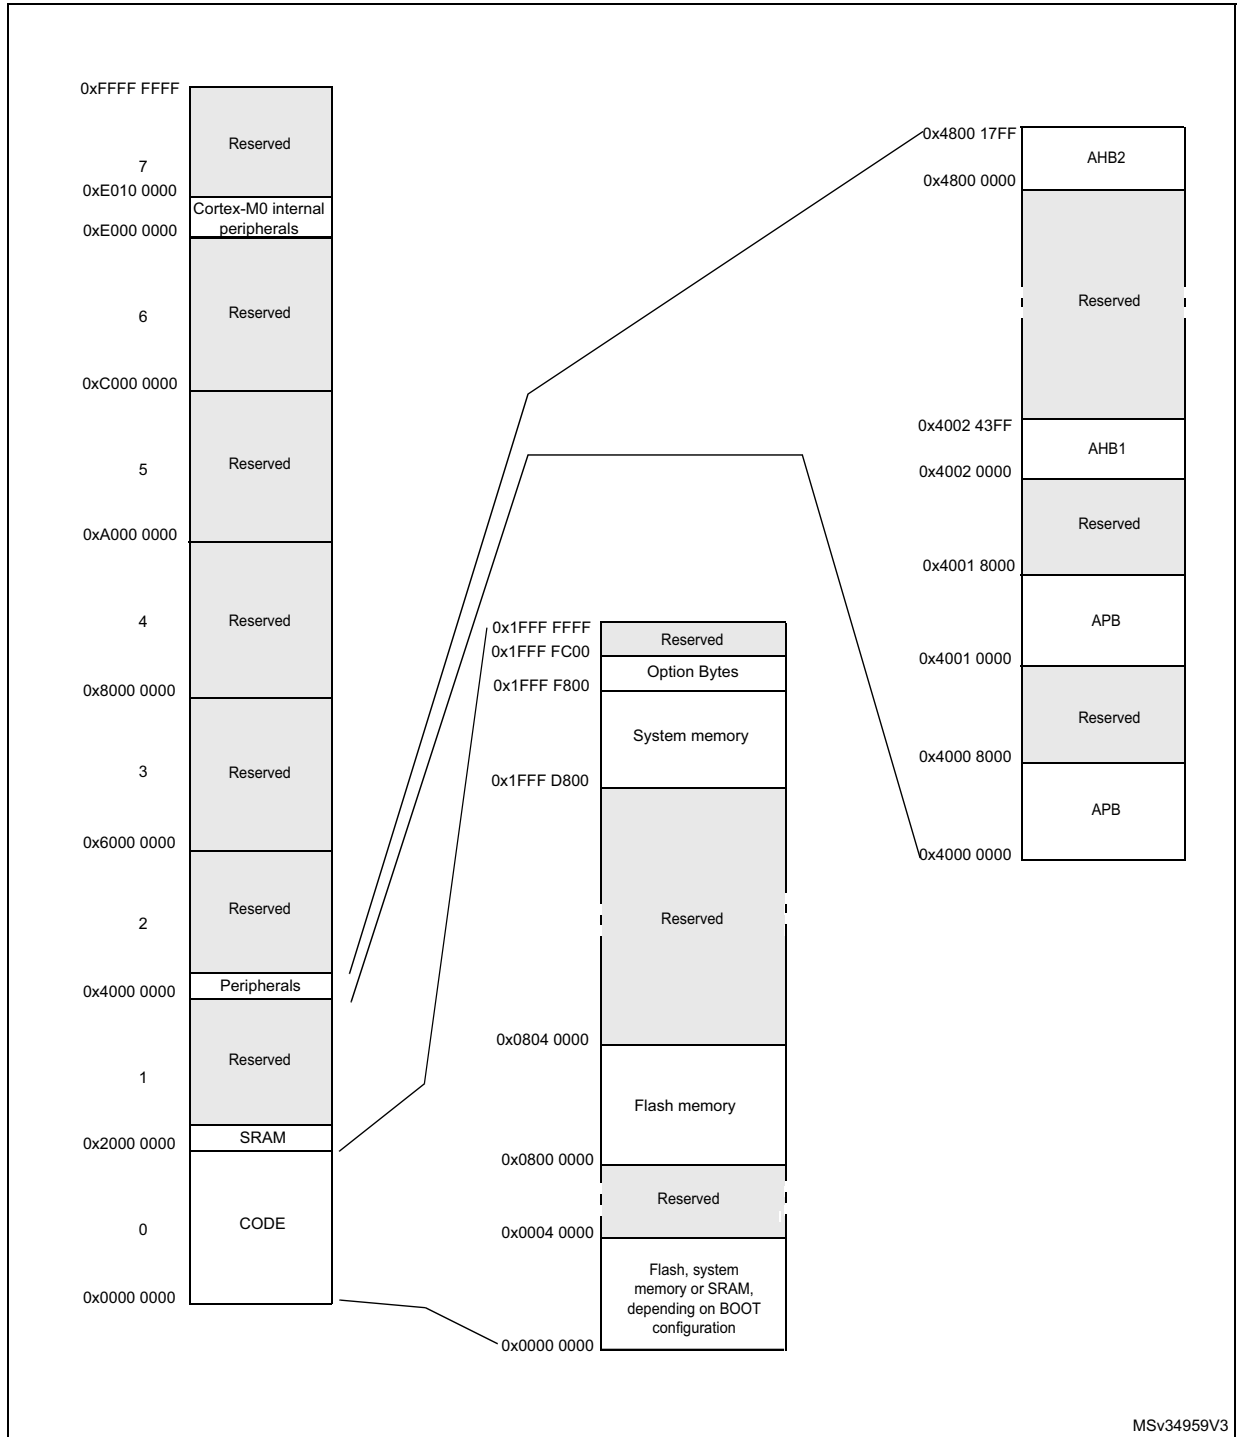 0xFFFF FFFF
Reserved
7
0xE010 0000
Cortex-M0 internal
peripherals
0xE000 0000
Reserved
6
0xC000 0000
Reserved
5
0xA000 0000
Reserved
4
0x8000 0000
Reserved
3
0x6000 0000
Reserved
2
Peripherals
0x4000 0000
Reserved
1
SRAM
0x2000 0000
CODE
0
0x0000 0000
0x1FFF FFFF
Reserved
0x1FFF FC00
Option Bytes
0x1FFF F800
System memory
0x1FFF D800
Reserved
0x0804 0000
Flash memory
0x0800 0000
Reserved
0x0004 0000
Flash, system
memory or SRAM,
depending on BOOT
configuration
0x0000 0000
0x4800 17FF
AHB2
0x4800 0000
Reserved
0x4002 43FF
AHB1
0x4002 0000
Reserved
0x4001 8000
APB
0x4001 0000
Reserved
0x4000 8000
APB
0x4000 0000
MSv34959V3